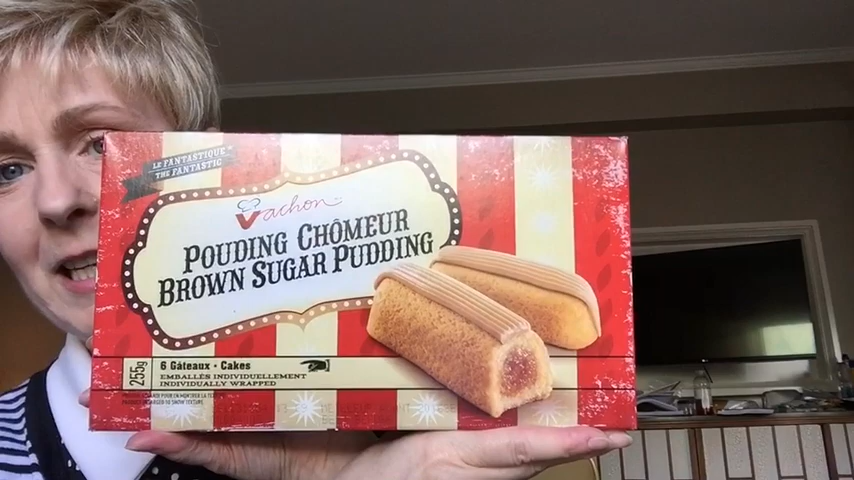 LE FANTASTIQUE
THE FANTASTIC
Vachon
POUDING CHÔMEUR
BROWN SUGAR PUDDING
255g
6 Gâteaux • Cakes
EMBALLÉS INDIVIDUELLEMENT
INDIVIDUALLY WRAPPED